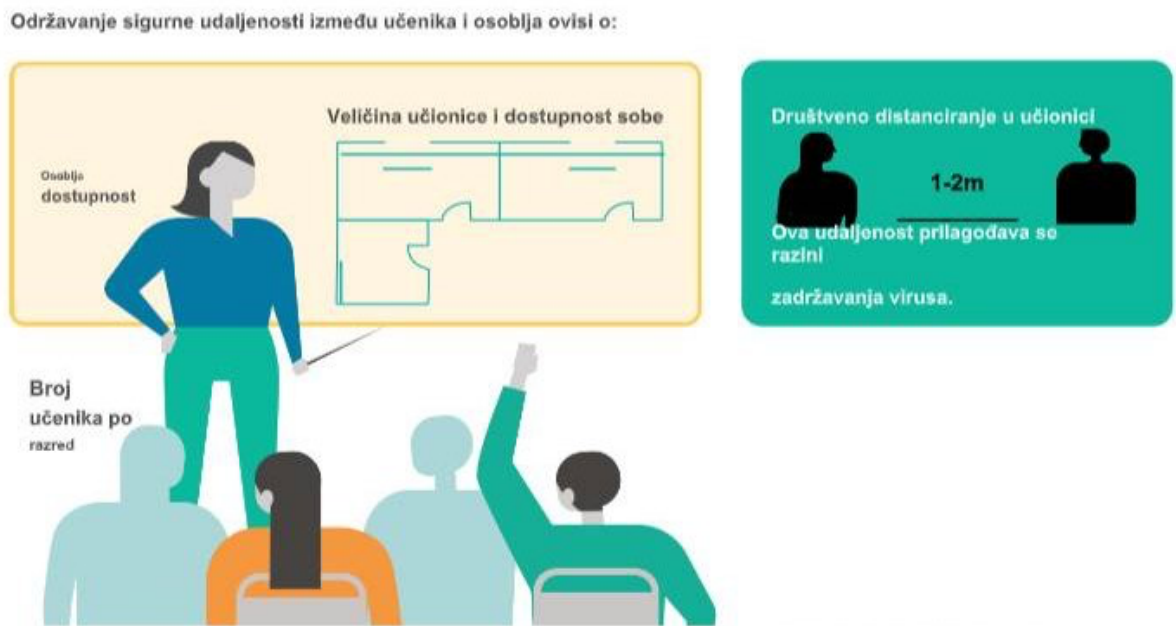 Održavanje sigurne udaljenosti između učenika i osoblja ovisi o:
Veličina učionice i dostupnost sobe
Osoblja
dostupnost
Broj
učenika po
razred
Društveno distanciranje u učionici
1-2m
Ova udaljenost prilagođava se
razini
zadržavanja virusa.